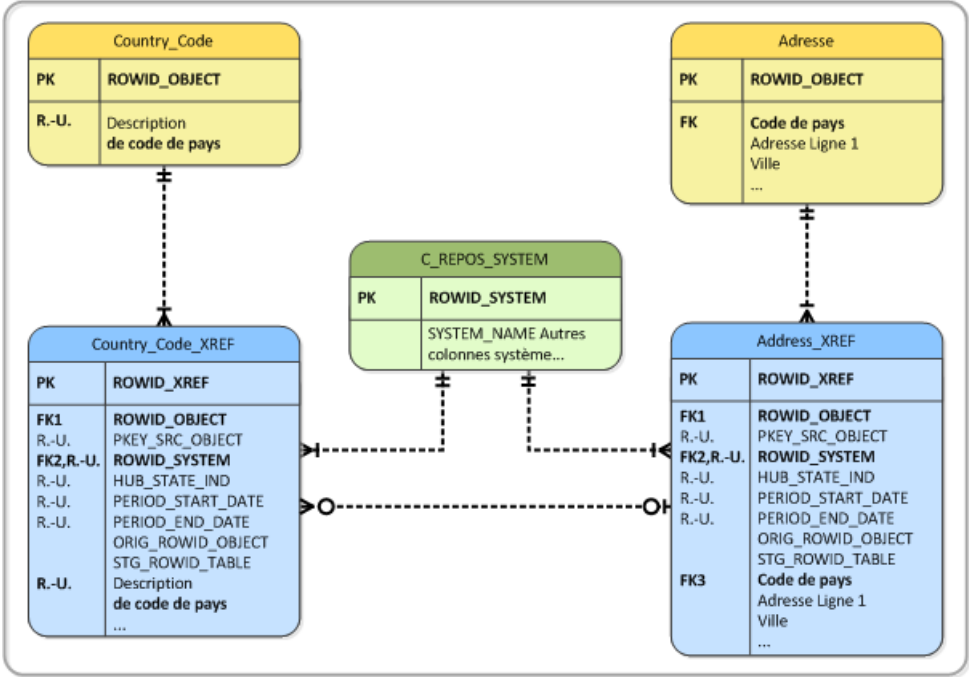 Country_Code
PK ROWID_OBJECT
R.-U. Description
de code de pays
Adresse
PK ROWID_OBJECT
FK Code de pays
Adresse Ligne 1
Ville
...
C_REPOS_SYSTEM
PK ROWID_SYSTEM
SYSTEM_NAME Autres
colonnes système...
Country_Code_XREF
PK ROWID_XREF
FK1 ROWID_OBJECT
R.-U. PKEY_SRC_OBJECT
FK2,R.-U. ROWID_SYSTEM
R.-U. HUB_STATE_IND
R.-U. PERIOD_START_DATE
R.-U. PERIOD_END_DATE
ORIG_ROWID_OBJECT
STG_ROWID_TABLE
R.-U. Description
de code de pays
...
Address_XREF
PK ROWID_XREF
FK1 ROWID_OBJECT
R.-U. PKEY_SRC_OBJECT
FK2,R.-U. ROWID_SYSTEM
R.-U. HUB_STATE_IND
R.-U. PERIOD_START_DATE
R.-U. PERIOD_END_DATE
ORIG_ROWID_OBJECT
STG_ROWID_TABLE
FK3 Code de pays
Adresse Ligne 1
Ville
...